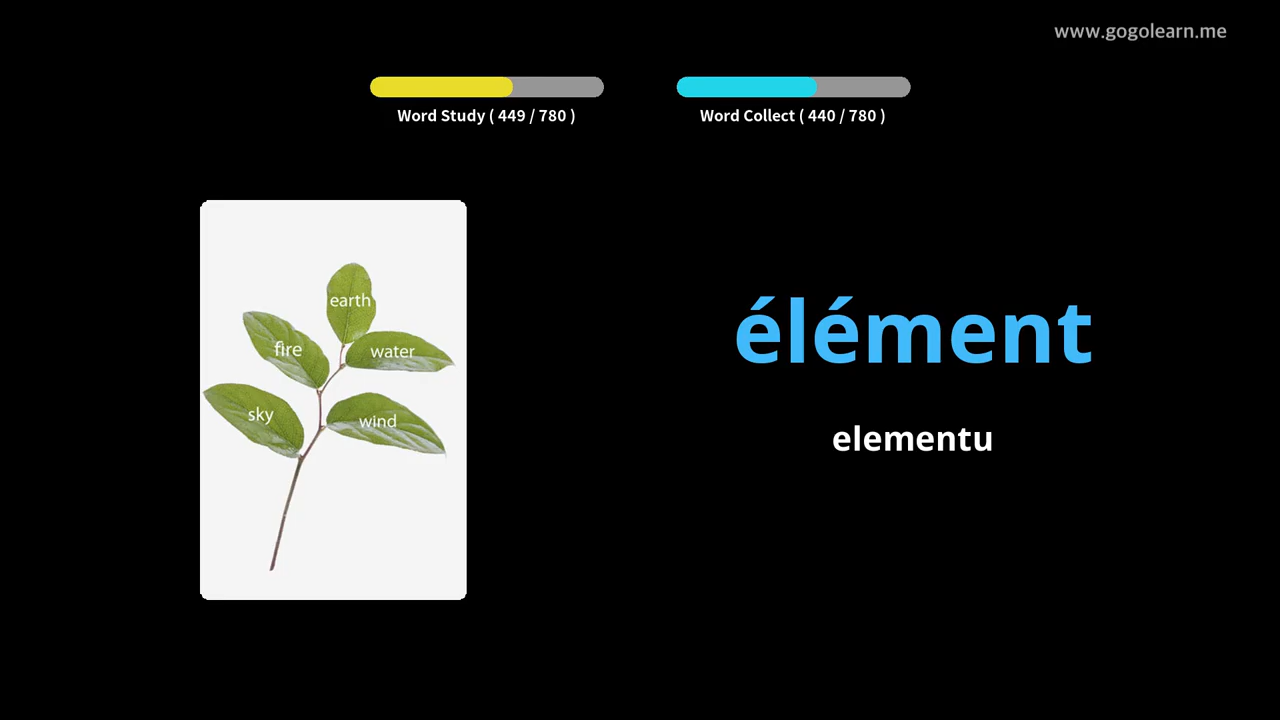 www.gogolearn.me
Word Study ( 449 / 780 )
Word Collect ( 440 / 780 )
earth
fire
water
sky
wind
élément
elementu